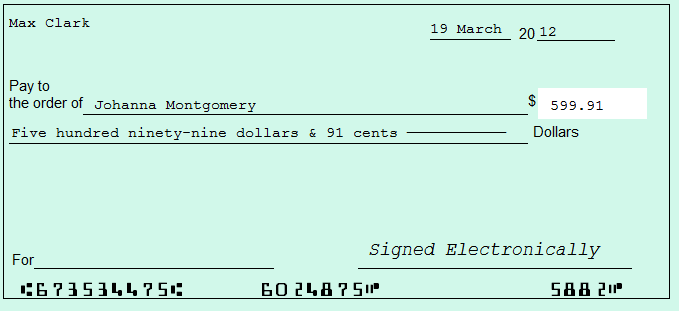 Max Clark
19 March 20 12
Pay to
the order of Johanna Montgomery $ 599.91
Five hundred ninety-nine dollars & 91 cents Dollars
Signed Electronically
For
⑆673534475⑆ 6024875⑈ 5882⑈